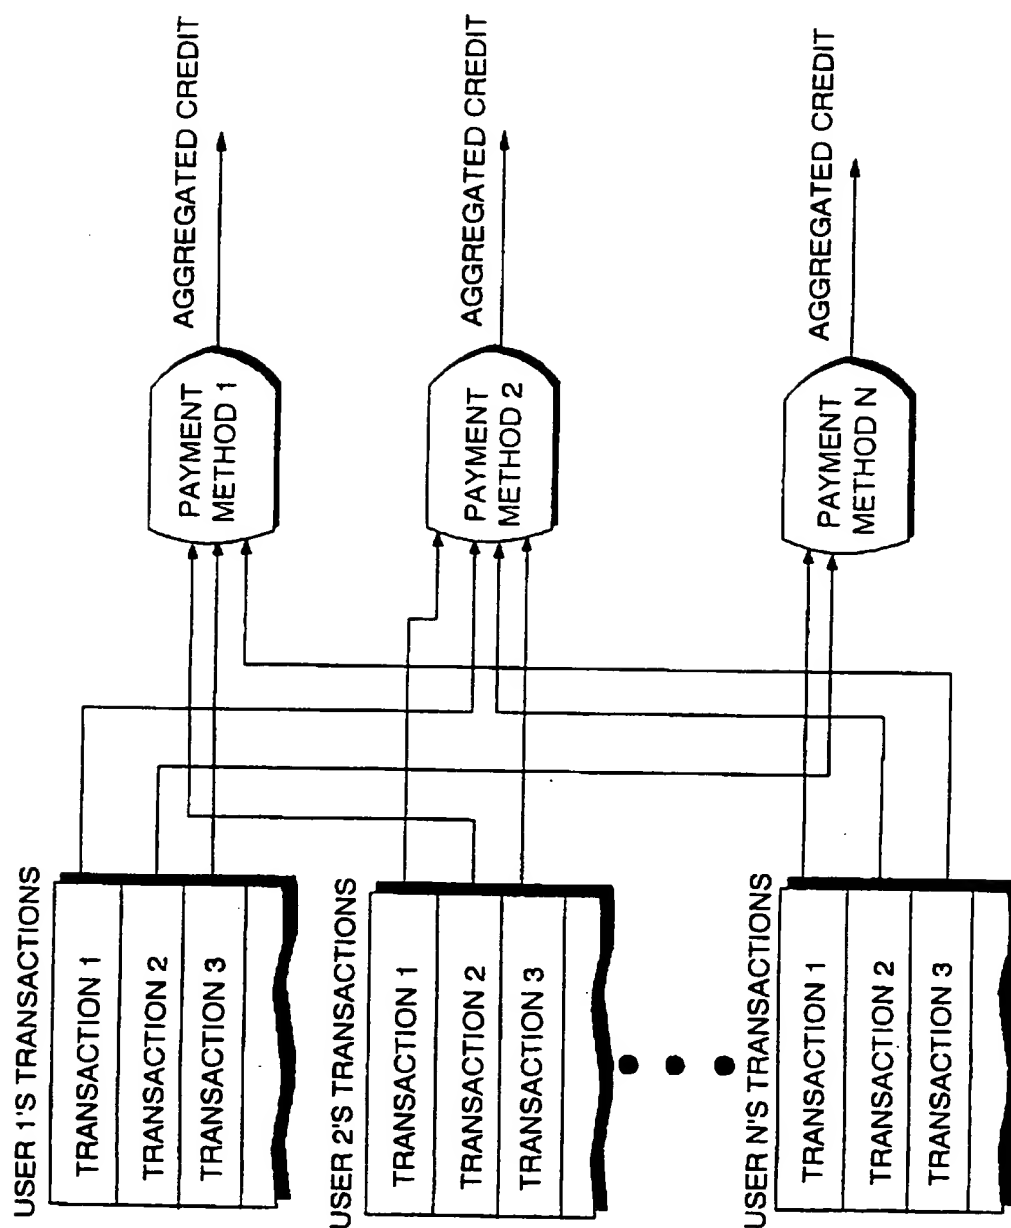 USER 1'S TRANSACTIONS
TRANSACTION 1
TRANSACTION 2
TRANSACTION 3
USER 2'S TRANSACTIONS
TRANSACTION 1
TRANSACTION 2
TRANSACTION 3
USER N'S TRANSACTIONS
TRANSACTION 1
TRANSACTION 2
TRANSACTION 3
PAYMENT
METHOD 1
PAYMENT
METHOD 2
PAYMENT
METHOD N
AGGREGATED CREDIT
AGGREGATED CREDIT
AGGREGATED CREDIT